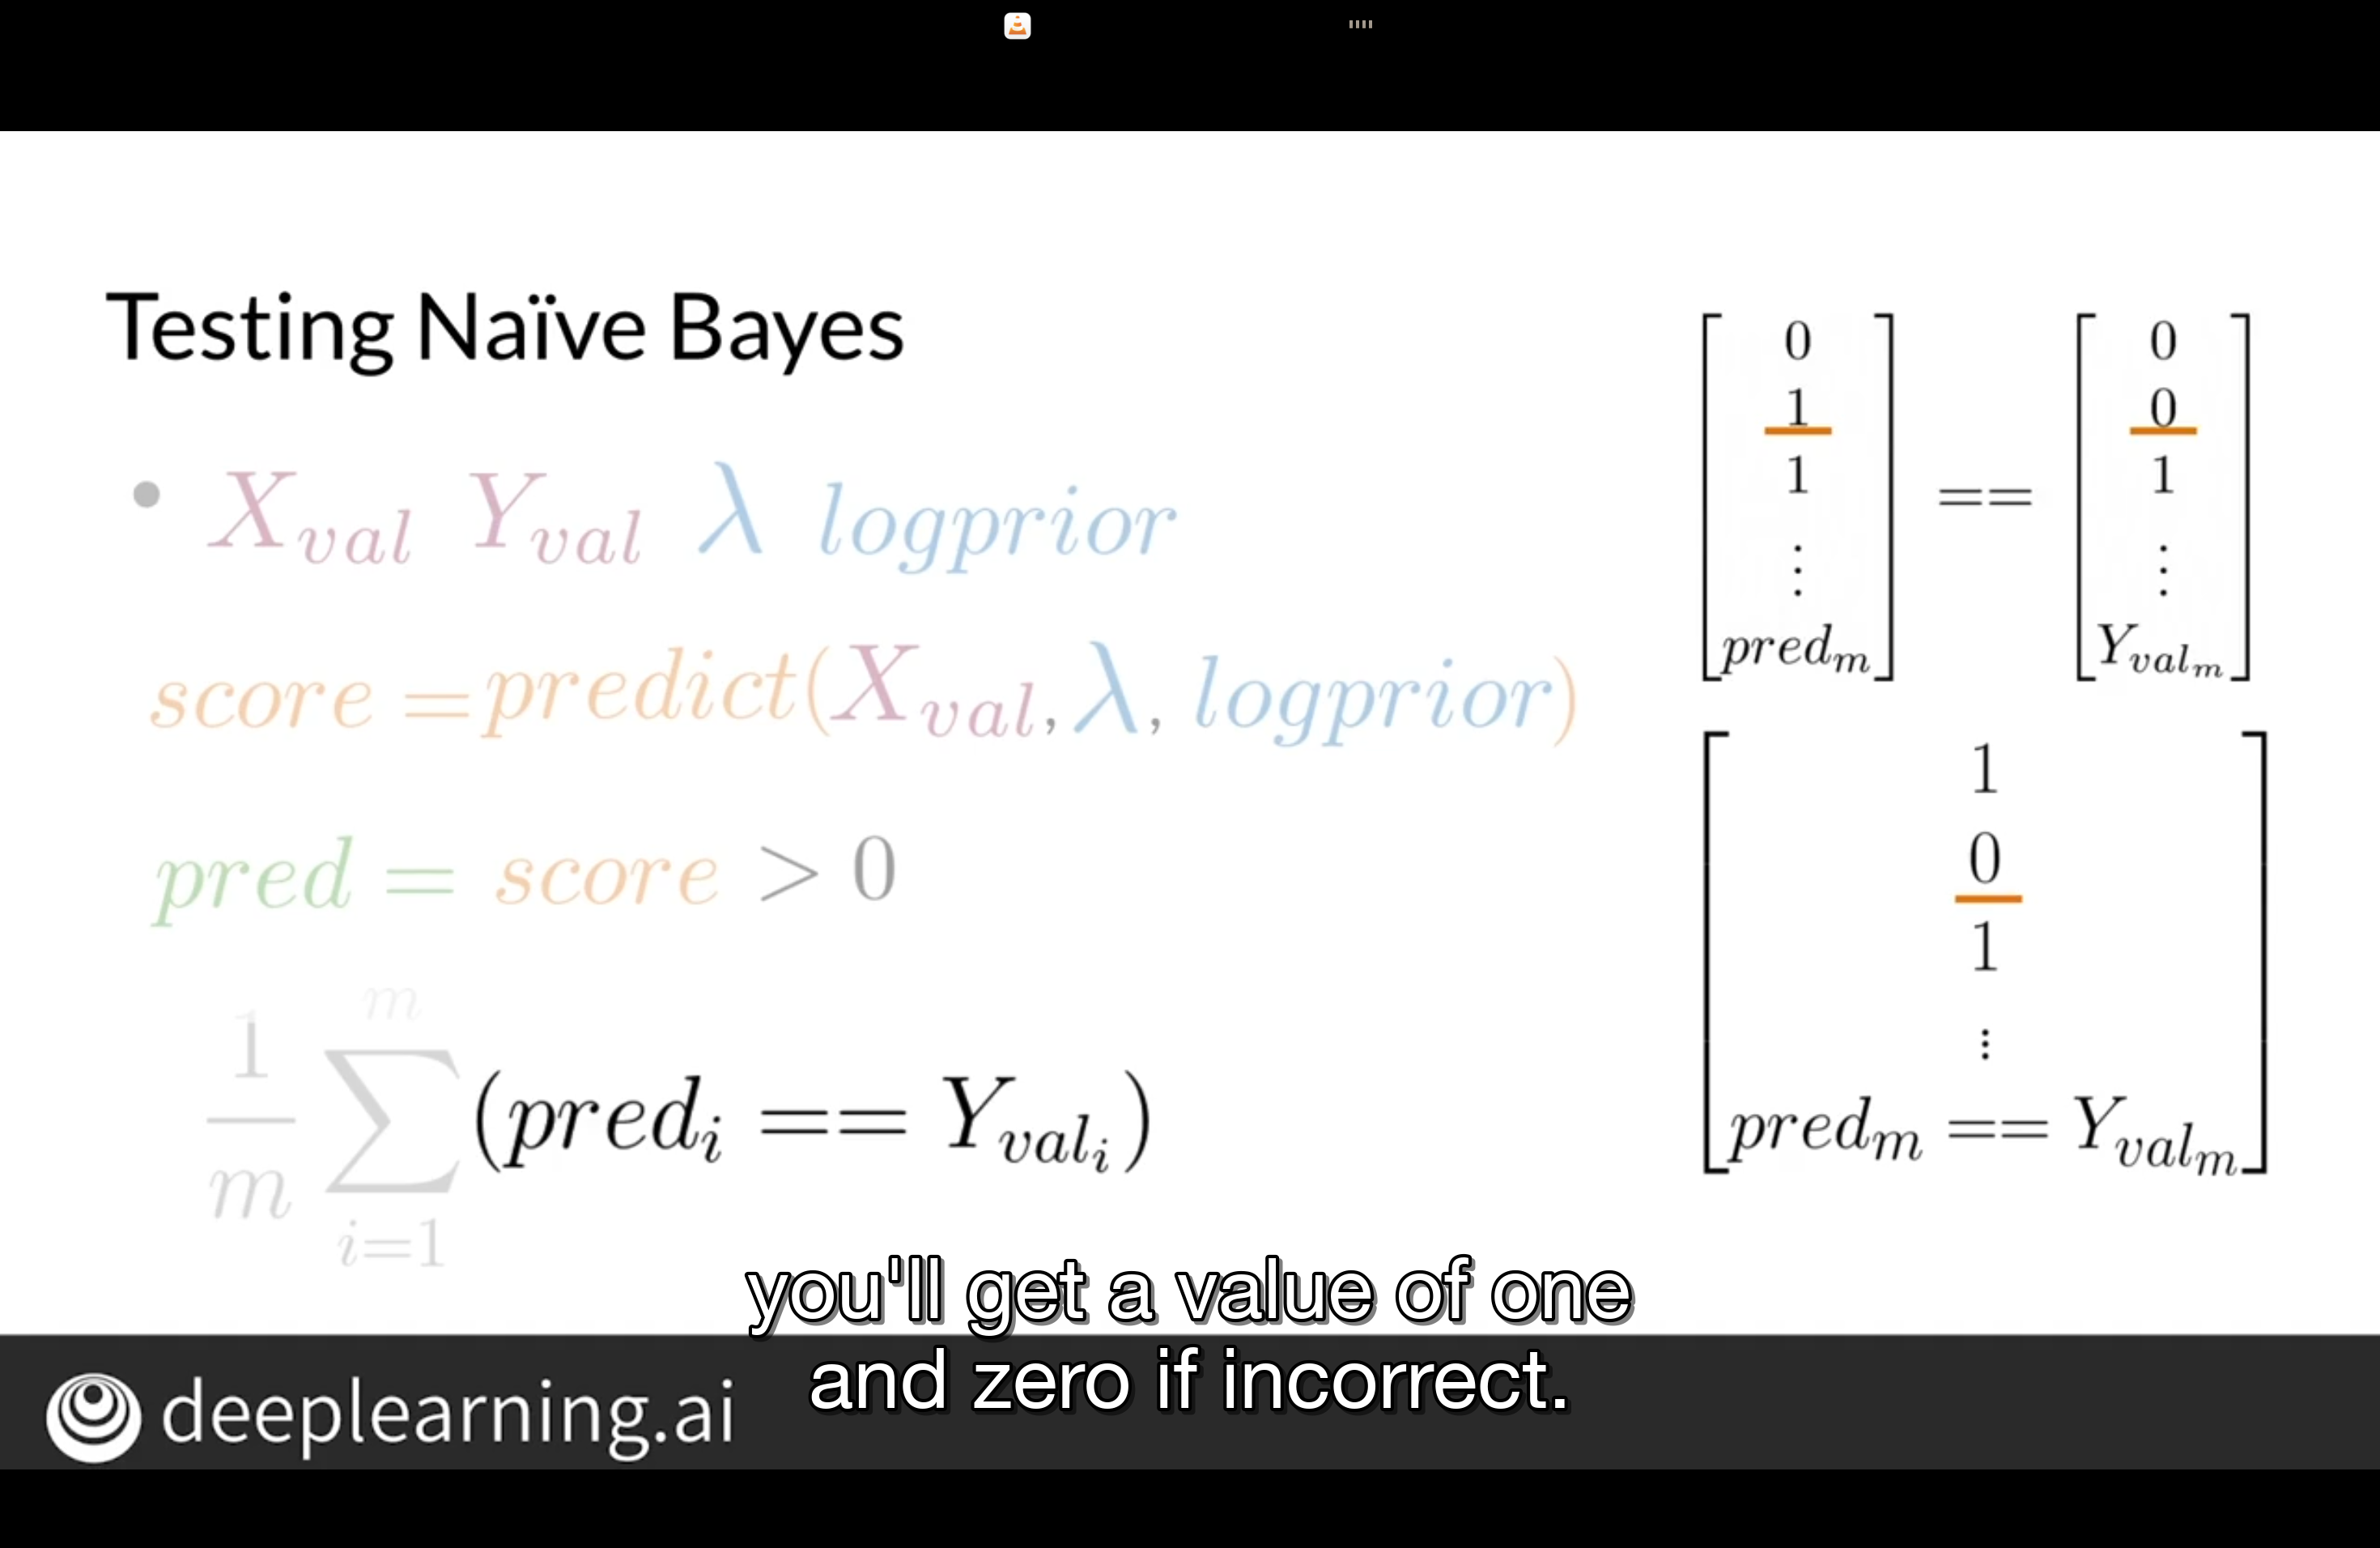 Testing Naïve Bayes
• X_val Y_val λ logprior
score = predict(X_val, λ, logprior)
pred = score > 0
1/m ∑_{i=1}^{m} (pred_i == Y_val_i)
[0 1 1 ⋮ pred_m] == [0 0 1 ⋮ Y_val_m]
[1 0 1 ⋮ pred_m == Y_val_m]
you'll get a value of one
and zero if incorrect.
deeplearning.ai